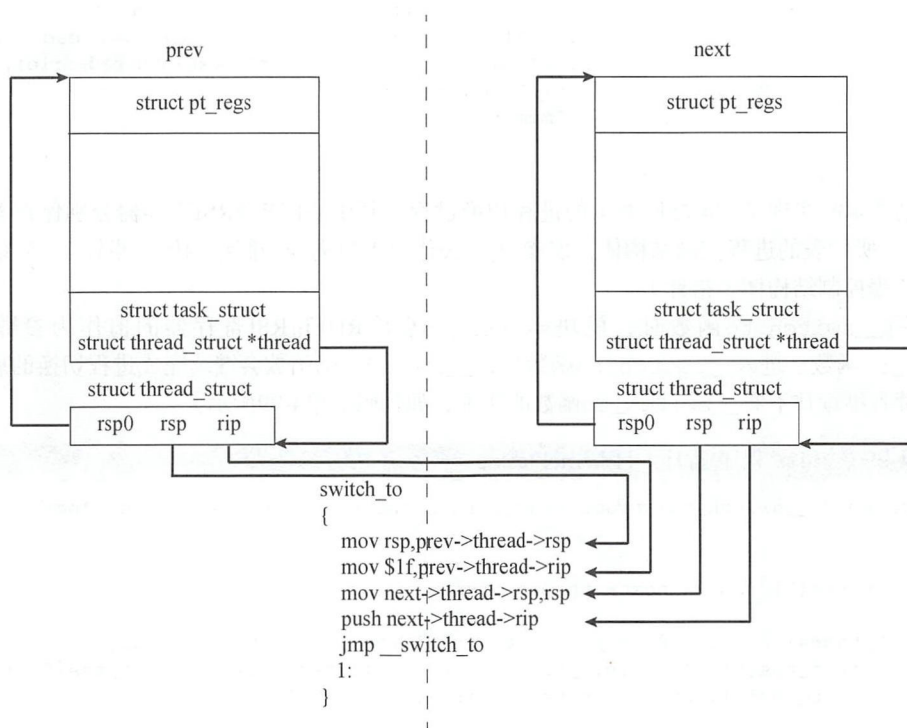 prev
next
struct pt_regs
struct pt_regs
struct task_struct
struct thread_struct *thread
struct task_struct
struct thread_struct *thread
struct thread_struct
struct thread_struct
rsp0 rsp rip
rsp0 rsp rip
switch_to
{
mov rsp,prev->thread->rsp
mov $1f,prev->thread->rip
mov next->thread->rsp,rsp
push next->thread->rip
jmp __switch_to
1:
}